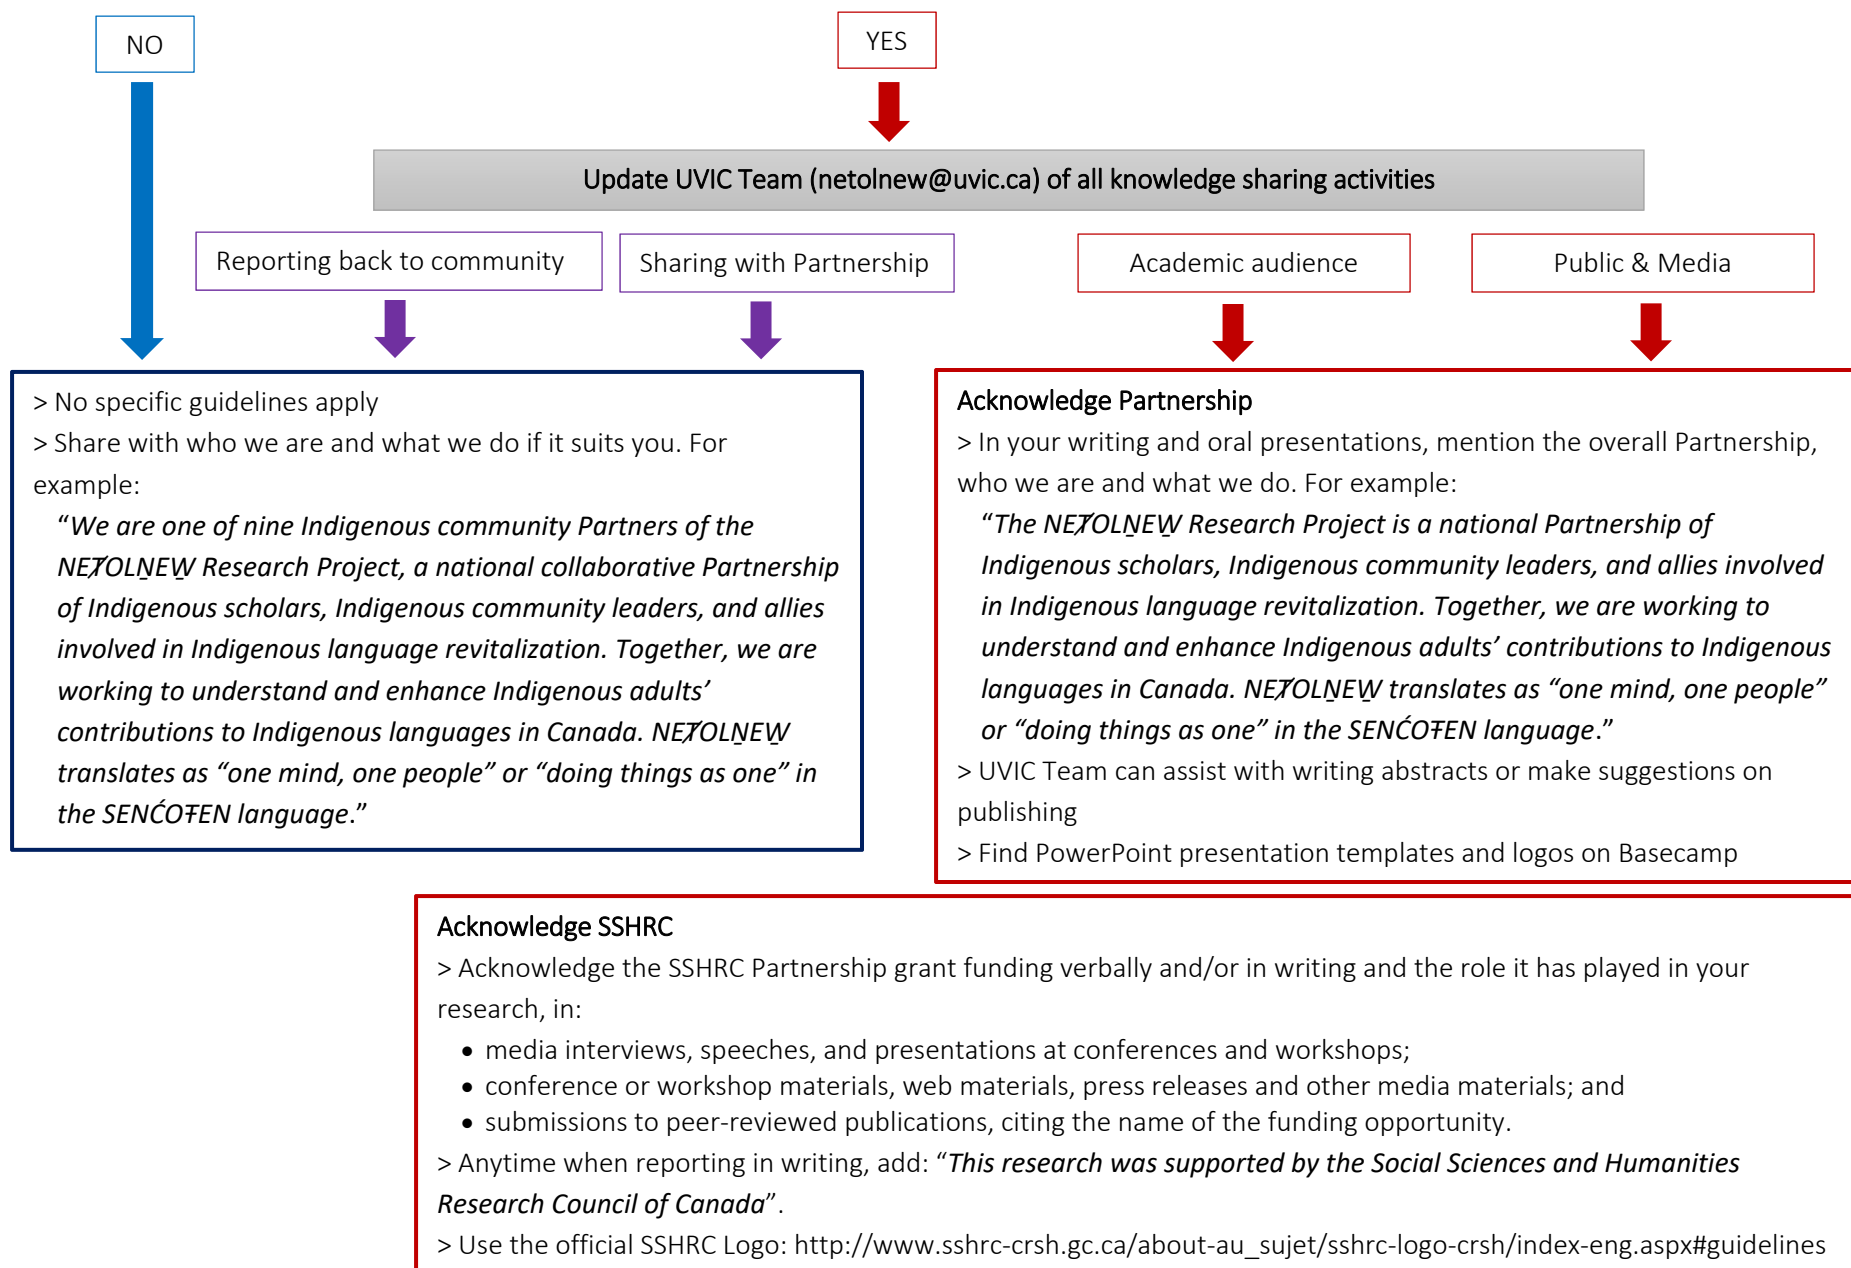 NO
YES
Update UVIC Team (netolnew@uvic.ca) of all knowledge sharing activities
Reporting back to community
Sharing with Partnership
Academic audience
Public & Media
> No specific guidelines apply
> Share with who we are and what we do if it suits you. For
example:
“We are one of nine Indigenous community Partners of the
NEȾOLṈEW̱ Research Project, a national collaborative Partnership
of Indigenous scholars, Indigenous community leaders, and allies
involved in Indigenous language revitalization. Together, we are
working to understand and enhance Indigenous adults’
contributions to Indigenous languages in Canada. NEȾOLṈEW̱
translates as “one mind, one people” or “doing things as one” in
the SENĆOŦEN language.”
Acknowledge Partnership
> In your writing and oral presentations, mention the overall Partnership,
who we are and what we do. For example:
“The NEȾOLṈEW̱ Research Project is a national Partnership of
Indigenous scholars, Indigenous community leaders, and allies involved
in Indigenous language revitalization. Together, we are working to
understand and enhance Indigenous adults’ contributions to Indigenous
languages in Canada. NEȾOLṈEW̱ translates as “one mind, one people”
or “doing things as one” in the SENĆOŦEN language.”
> UVIC Team can assist with writing abstracts or make suggestions on
publishing
> Find PowerPoint presentation templates and logos on Basecamp
Acknowledge SSHRC
> Acknowledge the SSHRC Partnership grant funding verbally and/or in writing and the role it has played in your
research, in:
• media interviews, speeches, and presentations at conferences and workshops;
• conference or workshop materials, web materials, press releases and other media materials; and
• submissions to peer-reviewed publications, citing the name of the funding opportunity.
> Anytime when reporting in writing, add: “This research was supported by the Social Sciences and Humanities
Research Council of Canada”.
> Use the official SSHRC Logo: http://www.sshrc-crsh.gc.ca/about-au_sujet/sshrc-logo-crsh/index-eng.aspx#guidelines